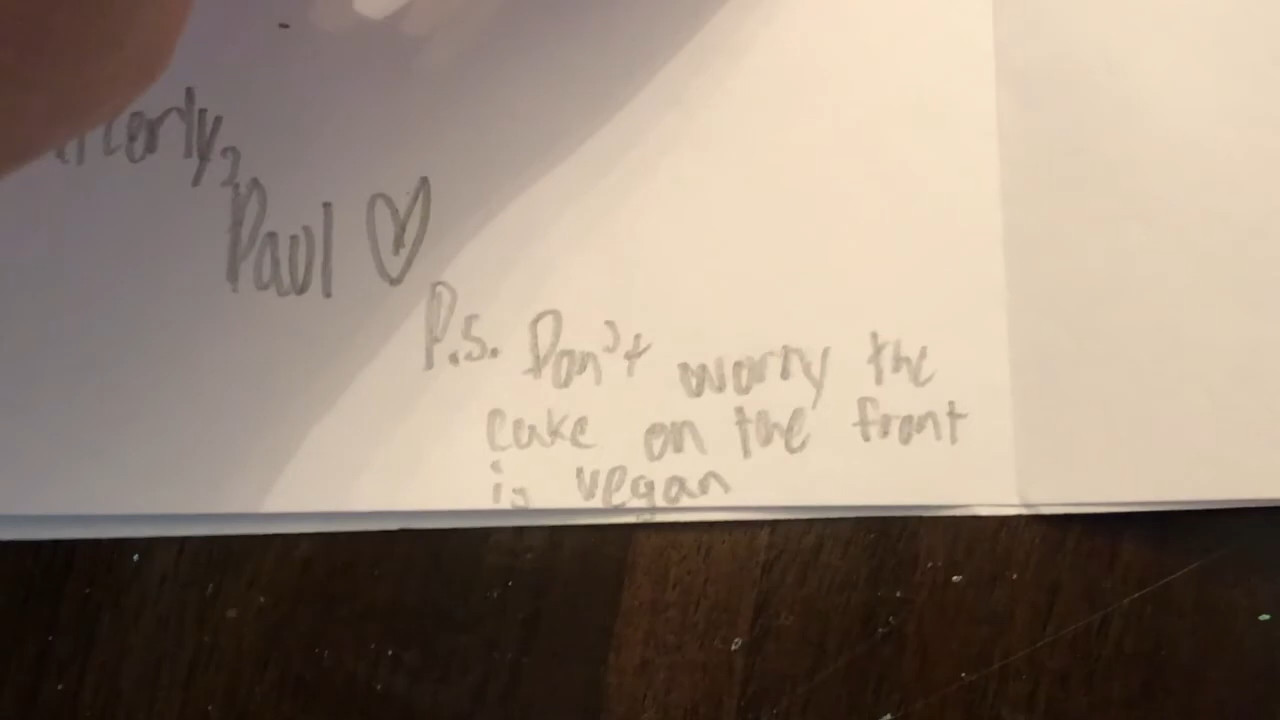 Paul
P.S. Don't worry the
cake on the front
is vegan